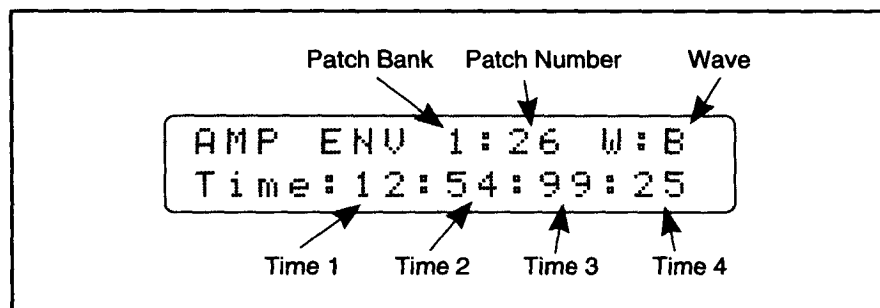 Patch Bank Patch Number Wave
AMP ENV 1:26 W:B
Time:12:54:99:25
Time 1 Time 2 Time 3 Time 4